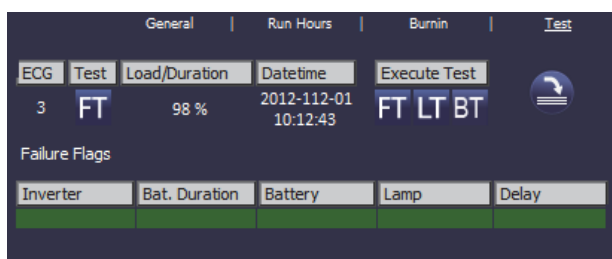 General | Run Hours | Burnin | Test
ECG Test Load/Duration Datetime Execute Test
3 FT 98 % 2012-112-01 10:12:43 FT LT BT
Failure Flags
Inverter Bat. Duration Battery Lamp Delay